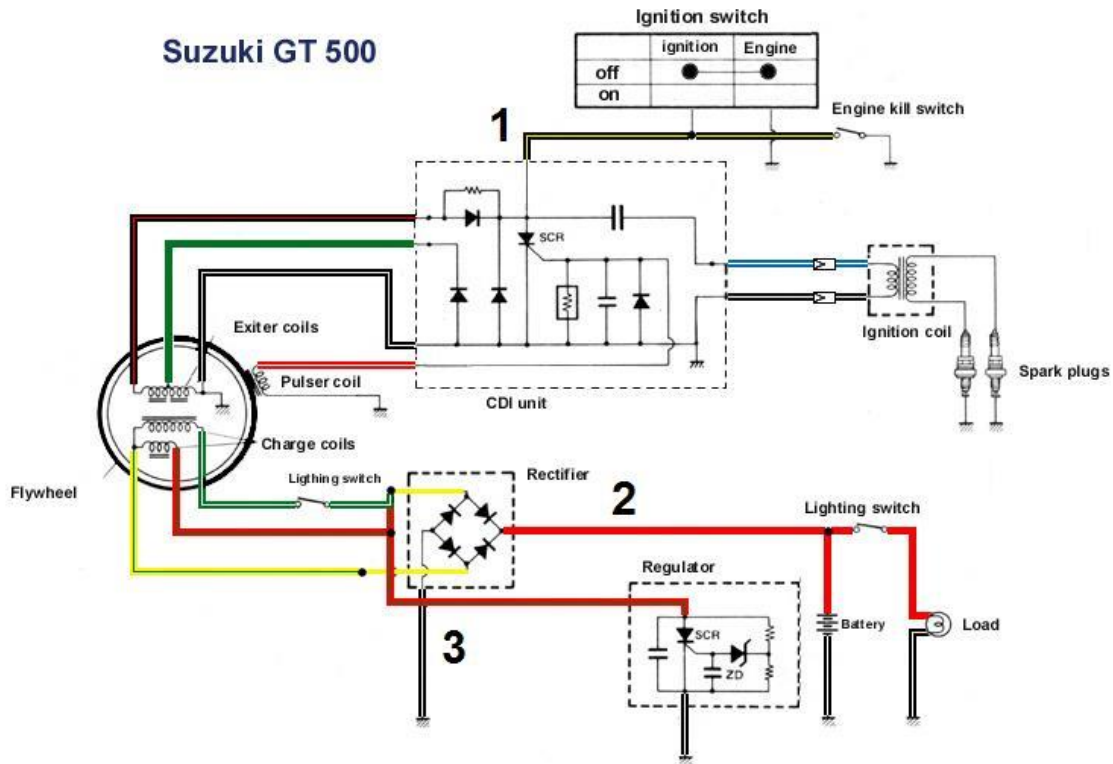 Suzuki GT 500
Ignition switch
ignition Engine
off
on
Engine kill switch
1
SCR
Exiter coils
Pulser coil
CDI unit
Ignition coil
Spark plugs
Charge coils
Flywheel
Ligthing switch
Rectifier
2
Lighting switch
Regulator
3
SCR
ZD
Battery
Load